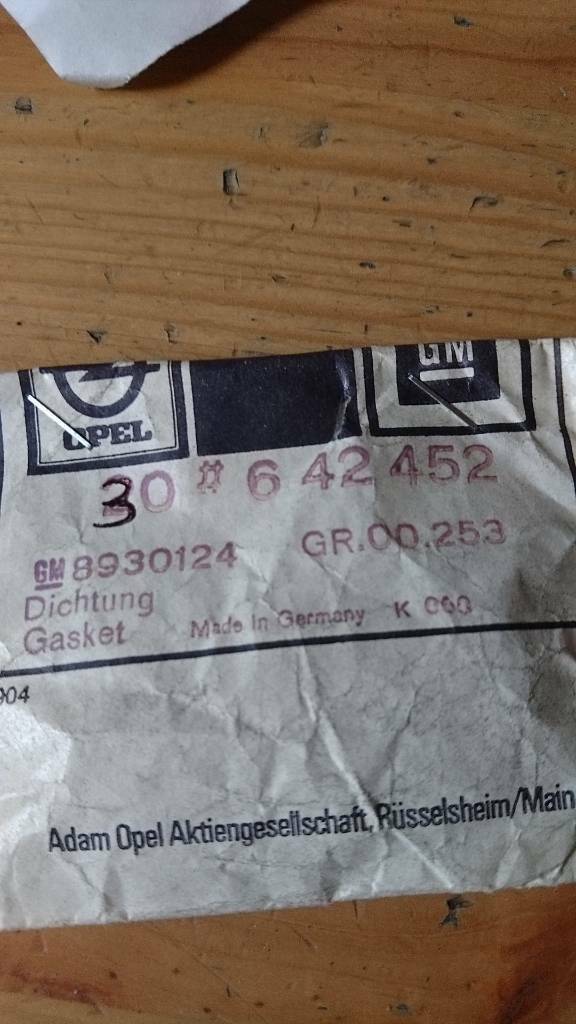 OPEL
GM
30 # 6 42 452
GM 8930124 GR.00.253
Dichtung
Gasket Made In Germany K 060
904
Adam Opel Aktiengesellschaft, Rüsselsheim/Main